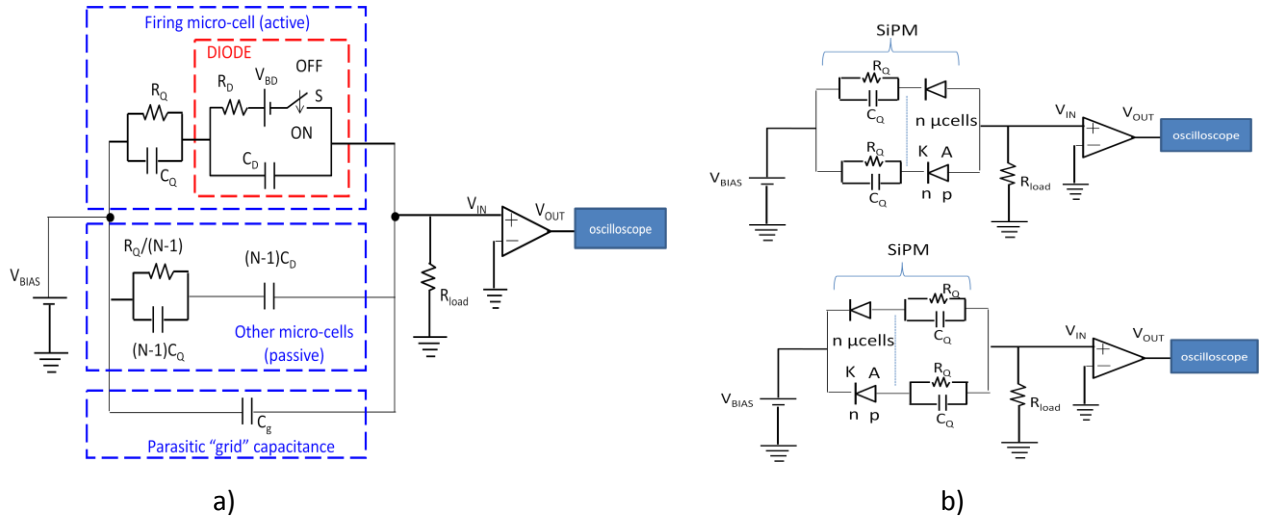 Firing micro-cell (active)
DIODE
R_D
V_BD
OFF
S
ON
R_Q
C_Q
C_D
V_IN
V_OUT
oscilloscope
R_load
V_BIAS
R_Q/(N-1)
(N-1)C_D
(N-1)C_Q
Other micro-cells
(passive)
C_g
Parasitic “grid” capacitance
a)
SiPM
R_Q
C_Q
n μcells
R_Q
C_Q
K A
n p
V_BIAS
V_IN
V_OUT
oscilloscope
R_load
SiPM
R_Q
C_Q
n μcells
K A
n p
R_Q
C_Q
V_BIAS
V_IN
V_OUT
oscilloscope
R_load
b)